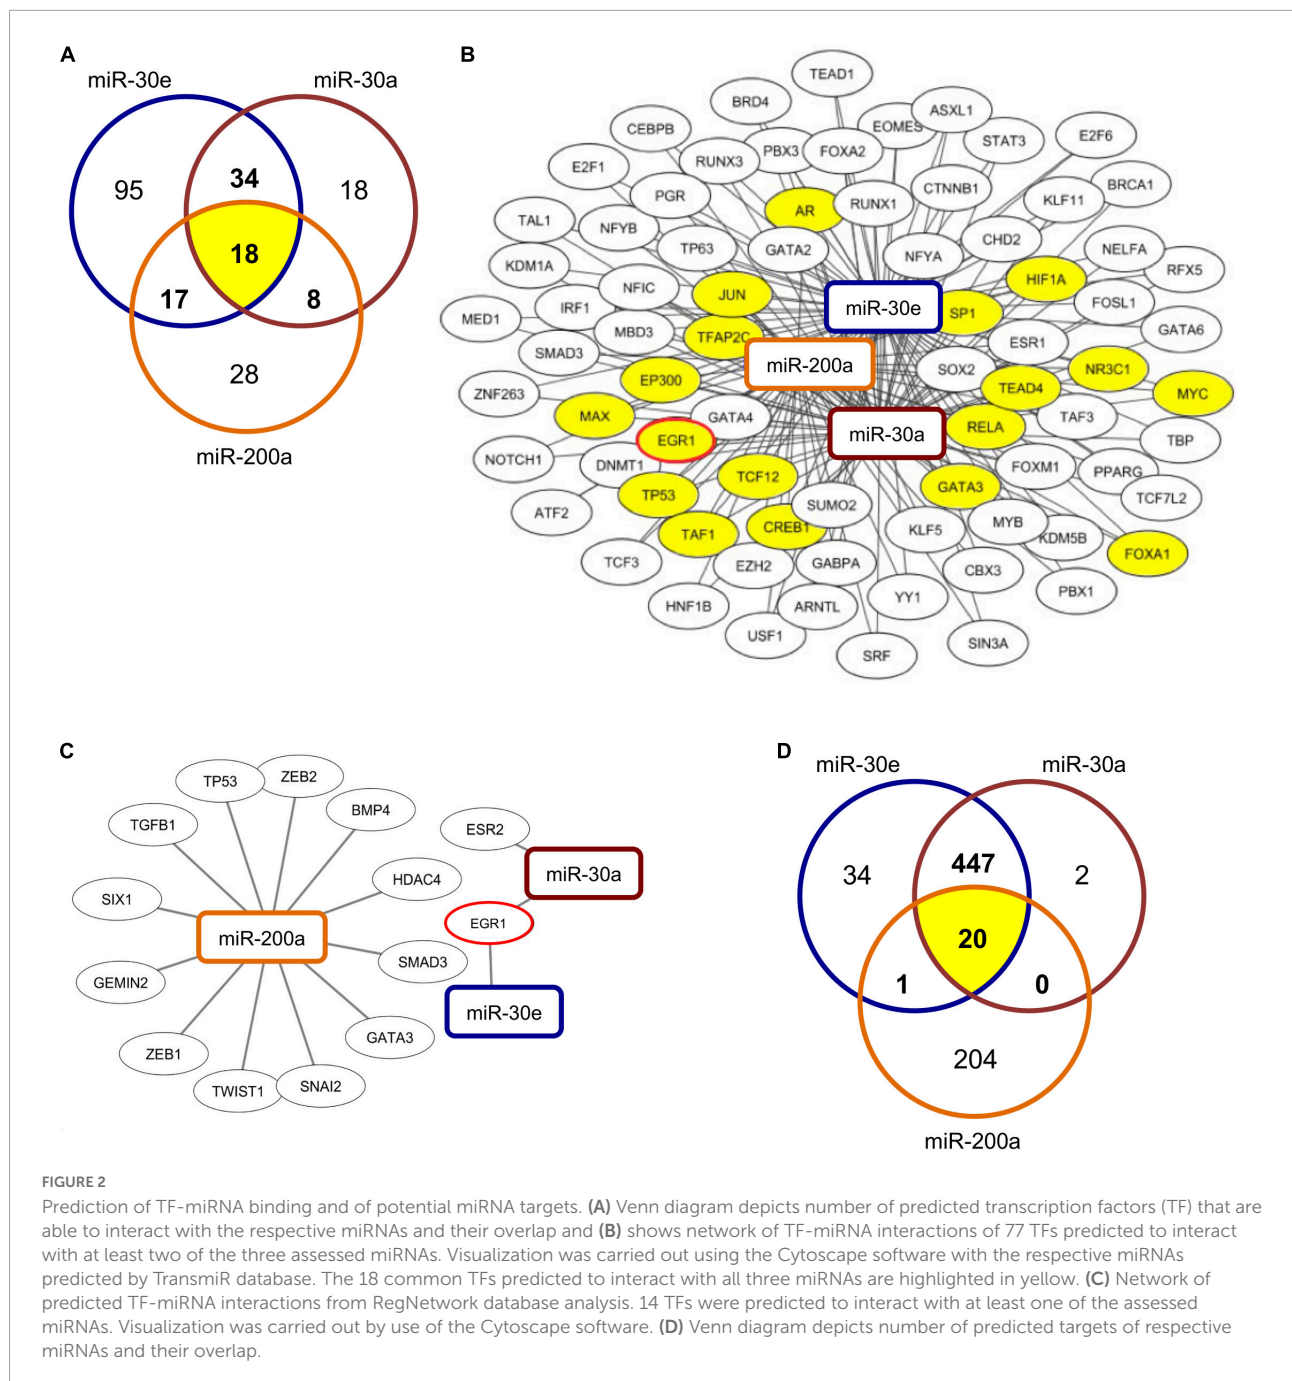 A
miR-30e
miR-30a
95
34
18
18
17
8
28
miR-200a
B
TEAD1
BRD4
ASXL1
CEBPB
EOMES
E2F6
STAT3
RUNX3
PBX3
FOXA2
E2F1
CTNNB1
BRCA1
PGR
KLF11
AR
RUNX1
TAL1
NFYB
TP63
GATA2
CHD2
NELFA
NFYA
KDM1A
RFX5
NFIC
JUN
HIF1A
FOSL1
IRF1
miR-30e
SP1
MED1
MBD3
TFAP2C
GATA6
ESR1
SMAD3
miR-200a
SOX2
NR3C1
EP300
TEAD4
ZNF263
MYC
MAX
GATA4
TAF3
RELA
miR-30a
EGR1
TBP
NOTCH1
DNMT1
FOXM1
PPARG
TCF12
GATA3
TP53
TCF7L2
SUMO2
ATF2
MYB
CREB1
KLF5
TAF1
KDM5B
FOXA1
TCF3
EZH2
GABPA
CBX3
PBX1
YY1
HNF1B
ARNTL
USF1
SIN3A
SRF
C
ZEB2
TP53
BMP4
TGFB1
ESR2
miR-30a
HDAC4
SIX1
EGR1
miR-200a
SMAD3
GEMIN2
miR-30e
GATA3
ZEB1
SNAI2
TWIST1
D
miR-30e
miR-30a
34
447
2
20
1
0
204
miR-200a
FIGURE 2
Prediction of TF-miRNA binding and of potential miRNA targets. (A) Venn diagram depicts number of predicted transcription factors (TF) that are
able to interact with the respective miRNAs and their overlap and (B) shows network of TF-miRNA interactions of 77 TFs predicted to interact
with at least two of the three assessed miRNAs. Visualization was carried out using the Cytoscape software with the respective miRNAs
predicted by TransmiR database. The 18 common TFs predicted to interact with all three miRNAs are highlighted in yellow. (C) Network of
predicted TF-miRNA interactions from RegNetwork database analysis. 14 TFs were predicted to interact with at least one of the assessed
miRNAs. Visualization was carried out by use of the Cytoscape software. (D) Venn diagram depicts number of predicted targets of respective
miRNAs and their overlap.